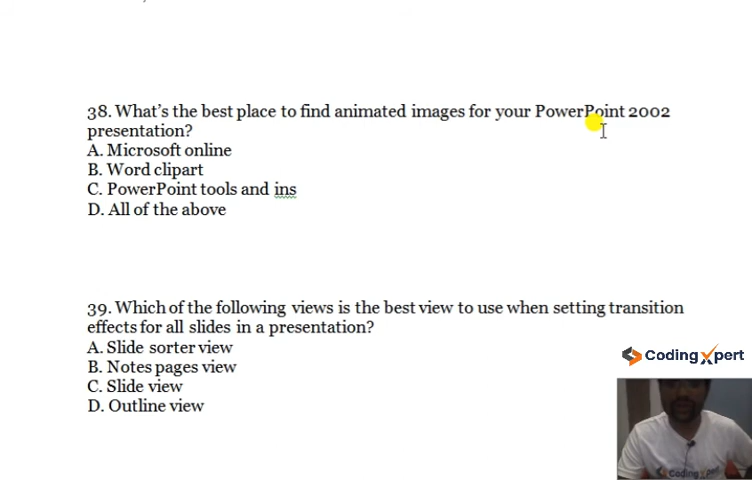 38. What's the best place to find animated images for your PowerPoint 2002
presentation?
A. Microsoft online
B. Word clipart
C. PowerPoint tools and ins
D. All of the above
39. Which of the following views is the best view to use when setting transition
effects for all slides in a presentation?
A. Slide sorter view
B. Notes pages view
C. Slide view
D. Outline view
CodingXpert
CodingXpert